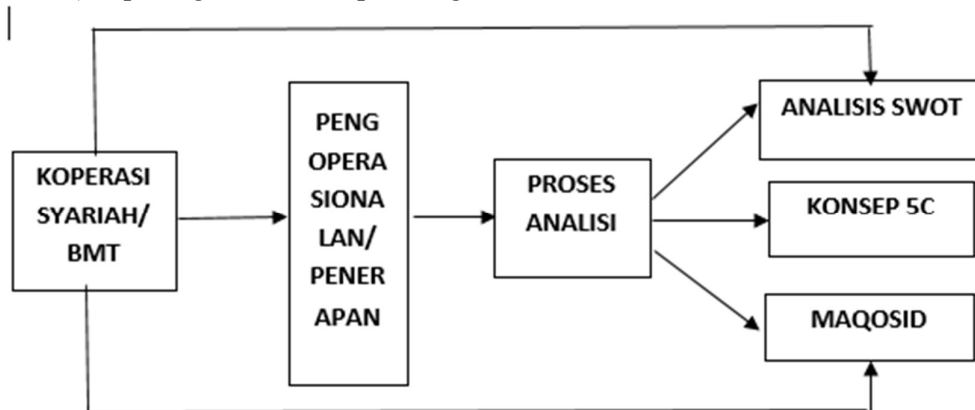 KOPERASI
SYARIAH/
BMT
PENG
OPERA
SIONA
LAN/
PENER
APAN
PROSES
ANALISI
ANALISIS SWOT
KONSEP 5C
MAQOSID